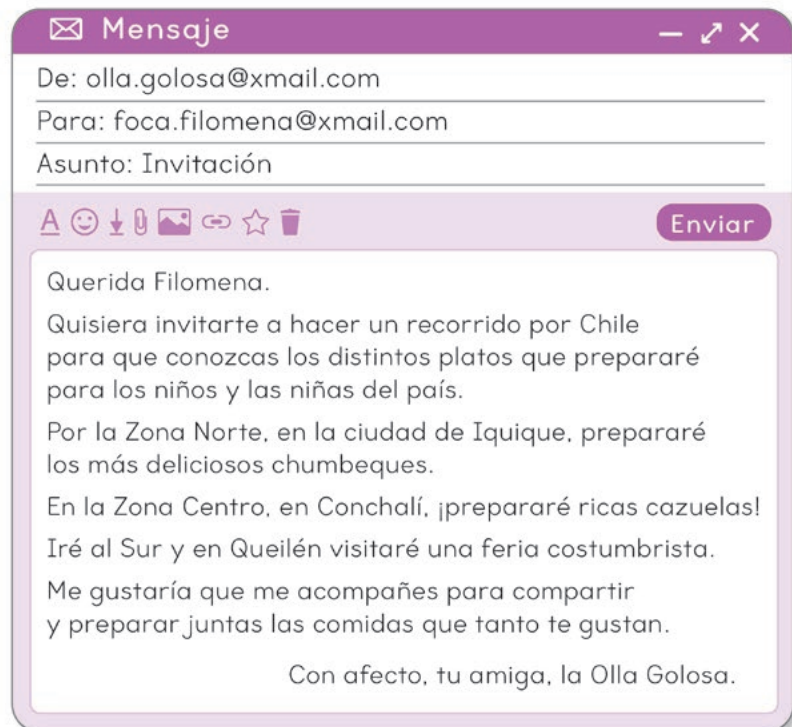 Mensaje
De: olla.golosa@xmail.com
Para: foca.filomena@xmail.com
Asunto: Invitación
A
Enviar
Querida Filomena.
Quisiera invitarte a hacer un recorrido por Chile
para que conozcas los distintos platos que prepararé
para los niños y las niñas del país.
Por la Zona Norte, en la ciudad de Iquique, prepararé
los más deliciosos chumbeques.
En la Zona Centro, en Conchalí, ¡prepararé ricas cazuelas!
Iré al Sur y en Queilén visitaré una feria costumbrista.
Me gustaría que me acompañes para compartir
y preparar juntas las comidas que tanto te gustan.
Con afecto, tu amiga, la Olla Golosa.